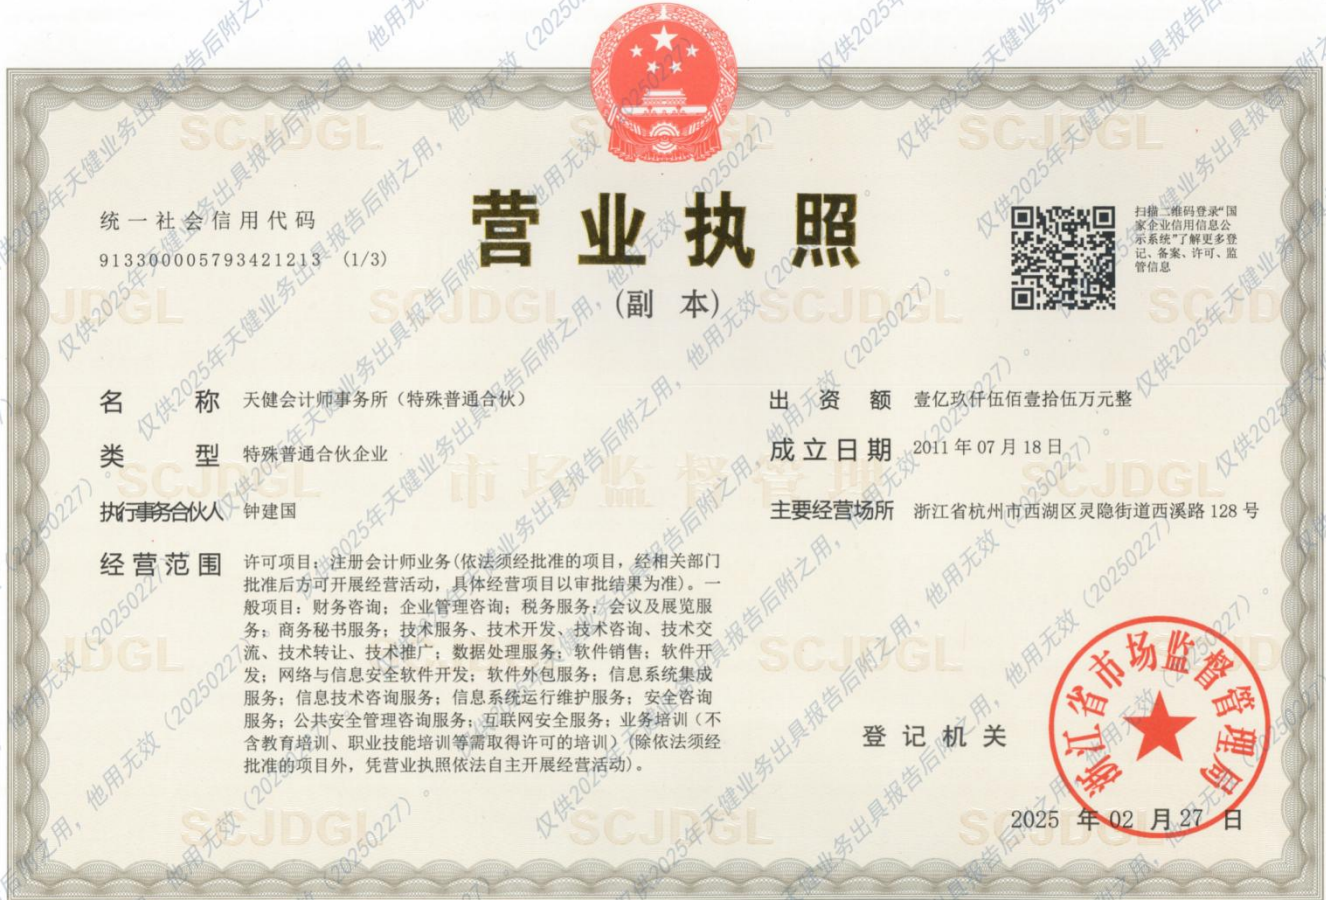 统一社会信用代码
913300005793421213 (1/3)
营业执照
(副 本)
扫描二维码登录“国
家企业信用信息公
示系统”了解更多登
记、备案、许可、监
管信息
名 称 天健会计师事务所（特殊普通合伙）
类 型 特殊普通合伙企业
执行事务合伙人 钟建国
经营范围 许可项目：注册会计师业务(依法须经批准的项目，经相关部门
批准后方可开展经营活动，具体经营项目以审批结果为准)。一
般项目：财务咨询；企业管理咨询；税务服务；会议及展览服
务；商务秘书服务；技术服务、技术开发、技术咨询、技术交
流、技术转让、技术推广；数据处理服务；软件销售；软件开
发；网络与信息安全软件开发；软件外包服务；信息系统集成
服务；信息技术咨询服务；信息系统运行维护服务；安全咨询
服务；公共安全管理咨询服务；互联网安全服务；业务培训（不
含教育培训、职业技能培训等需取得许可的培训）(除依法须经
批准的项目外，凭营业执照依法自主开展经营活动)。
出资额 壹亿玖仟伍佰壹拾伍万元整
成立日期 2011年07月18日
主要经营场所 浙江省杭州市西湖区灵隐街道西溪路128号
登记机关
浙江省市场监督管理局
2025 年 02 月 27 日
SCJDGL
市场监督管理
仅供2025年天健业务出具报告后附之用，他用无效（20250227）。